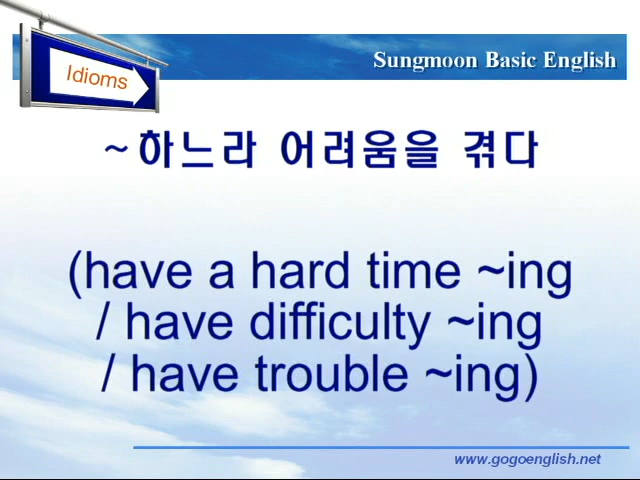 Idioms
Sungmoon Basic English
~하느라 어려움을 겪다
(have a hard time ~ing
/ have difficulty ~ing
/ have trouble ~ing)
www.gogoenglish.net